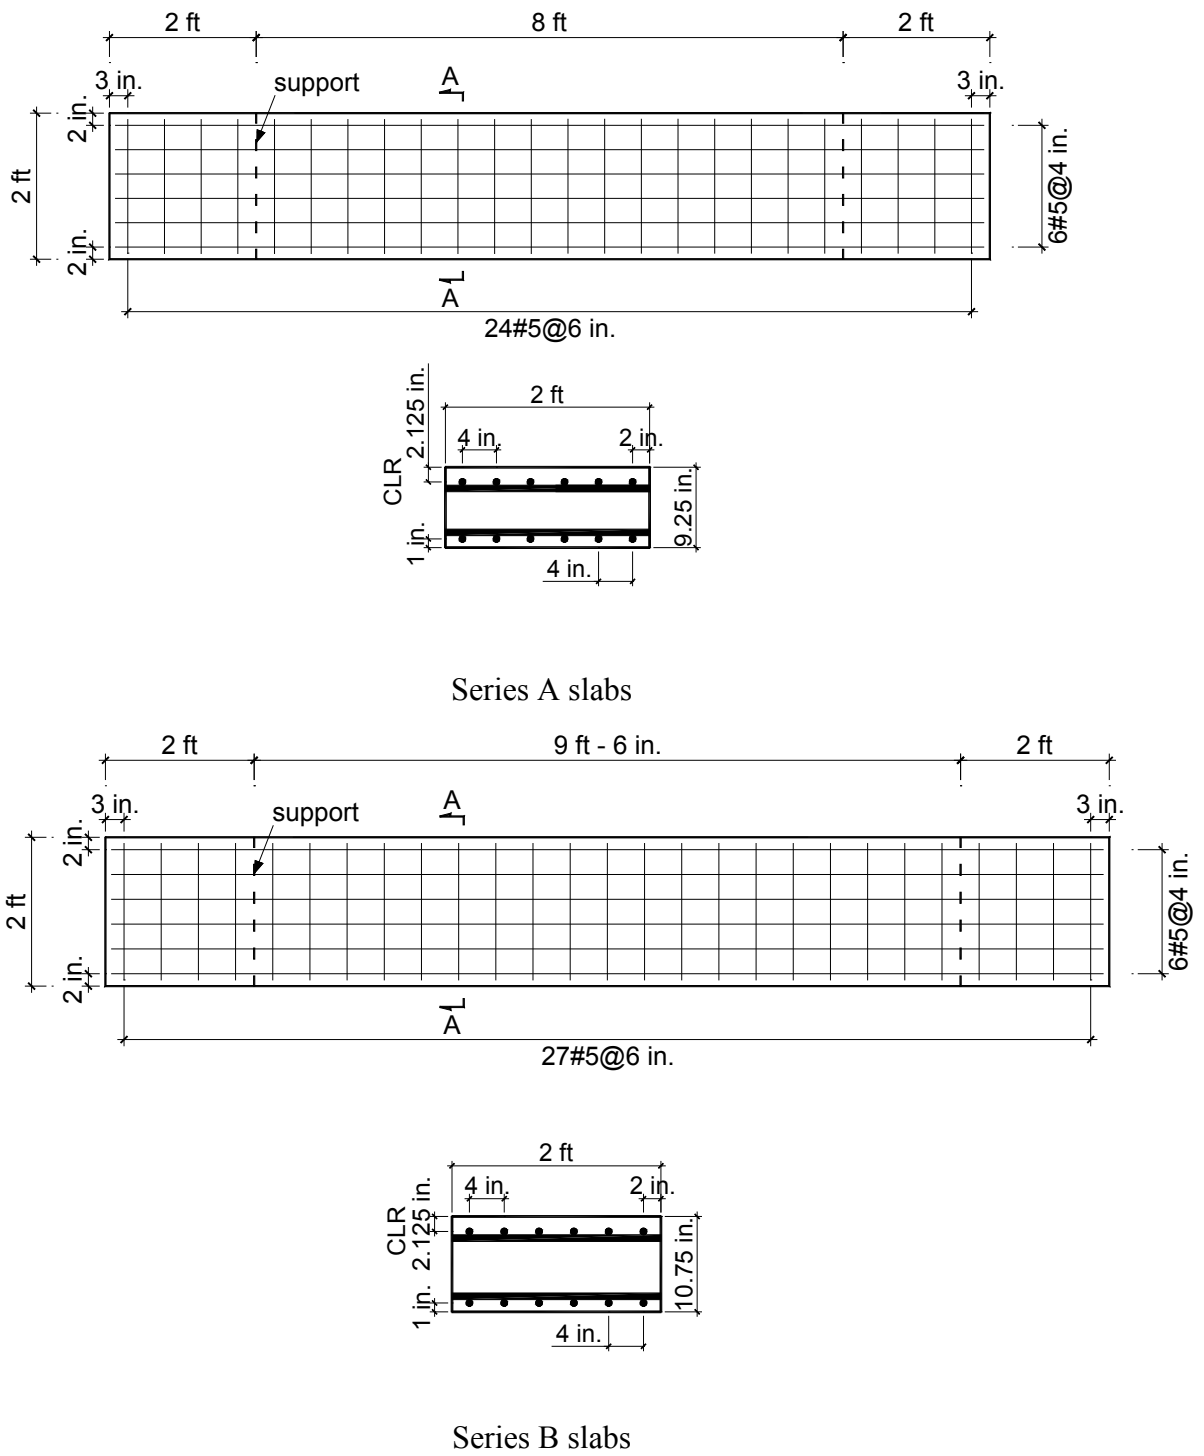 2 ft 8 ft 2 ft
3 in. support A 3 in.
2 in.
2 ft
2 in.
6#5@4 in.
A
24#5@6 in.
2.125 in.
CLR
2 ft
4 in. 2 in.
9.25 in.
1 in.
4 in.
Series A slabs
2 ft 9 ft - 6 in. 2 ft
3 in. support A 3 in.
2 in.
2 ft
2 in.
6#5@4 in.
A
27#5@6 in.
2 ft
CLR
2.125 in.
4 in. 2 in.
10.75 in.
1 in.
4 in.
Series B slabs